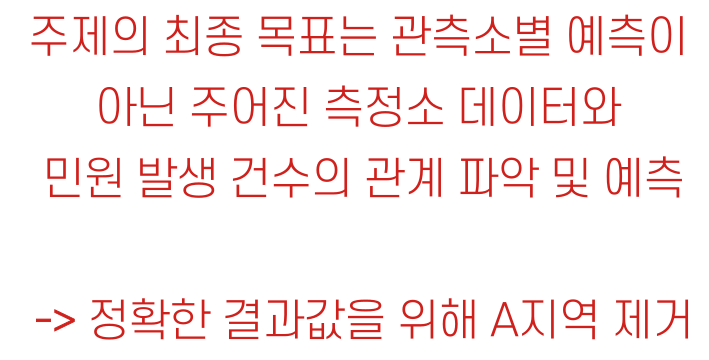 주제의 최종 목표는 관측소별 예측이
아닌 주어진 측정소 데이터와
민원 발생 건수의 관계 파악 및 예측
-> 정확한 결과값을 위해 A지역 제거